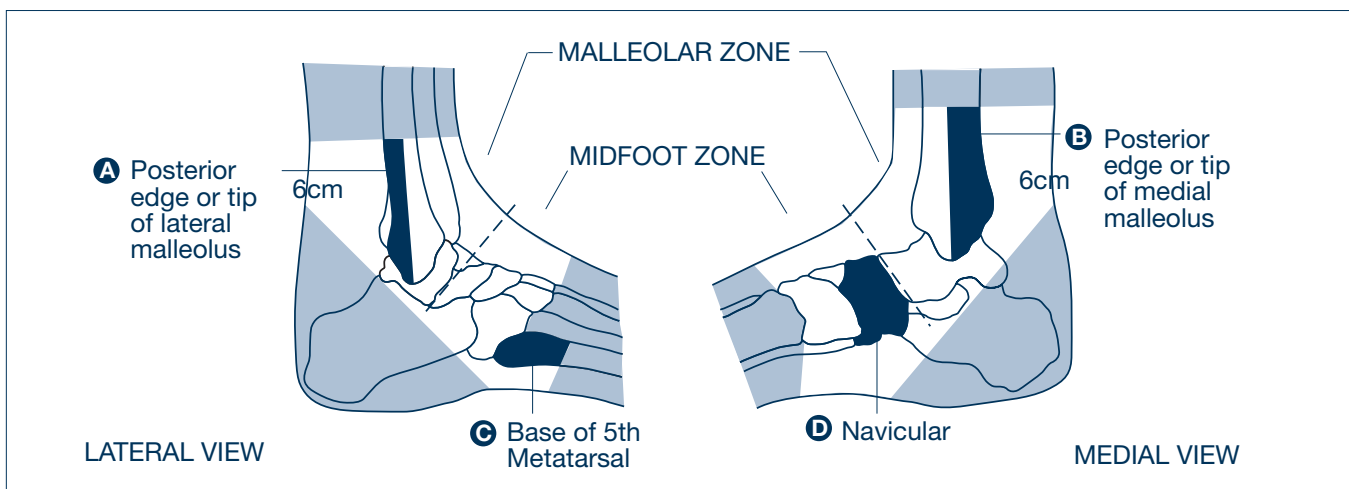 MALLEOLAR ZONE
MIDFOOT ZONE
A Posterior
edge or tip
of lateral
malleolus
6cm
B Posterior
edge or tip
of medial
malleolus
6cm
C Base of 5th
Metatarsal
D Navicular
LATERAL VIEW
MEDIAL VIEW